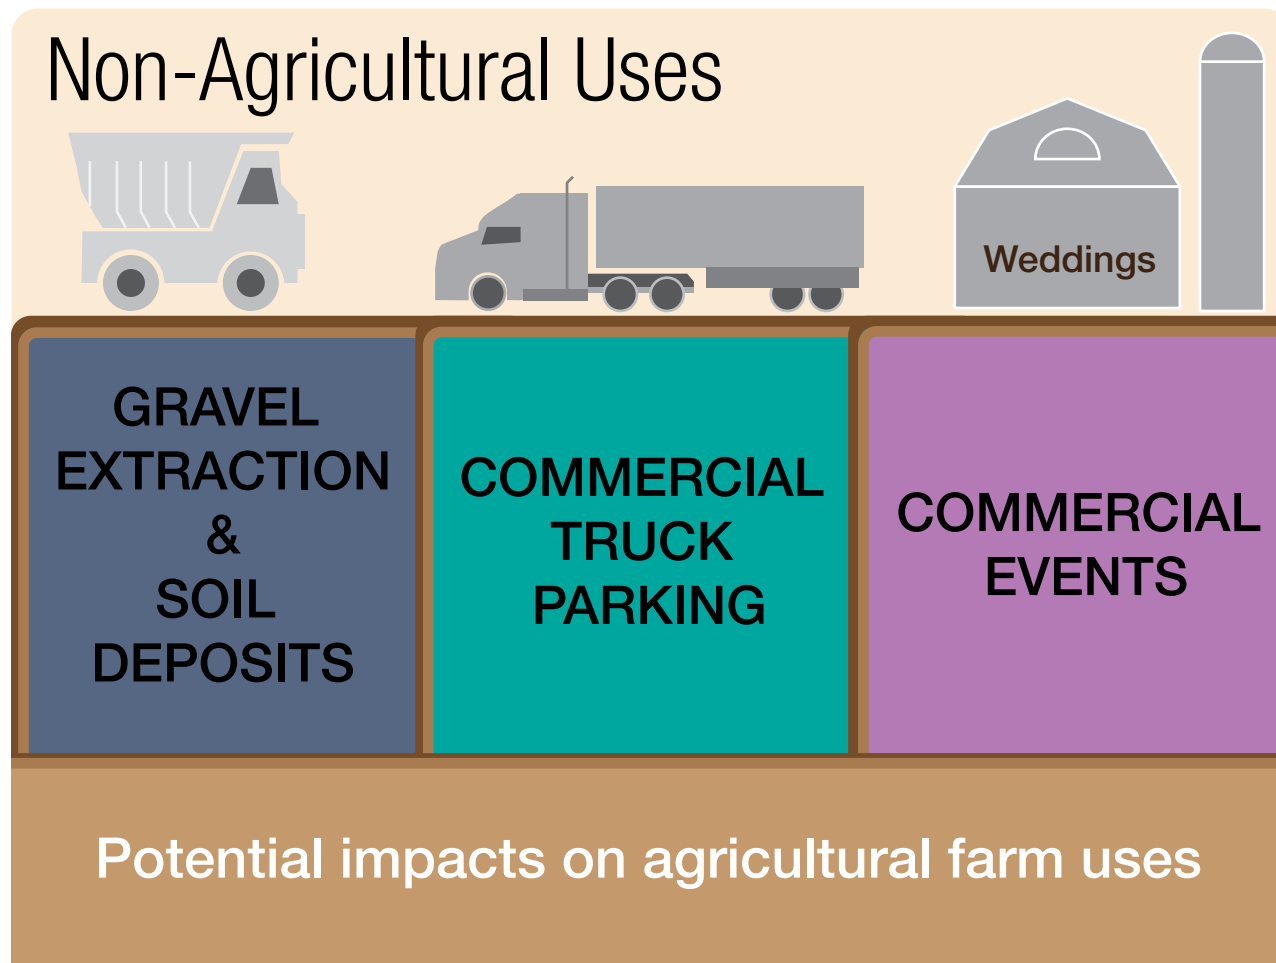 Non-Agricultural Uses
Weddings
GRAVEL
EXTRACTION
&
SOIL
DEPOSITS
COMMERCIAL
TRUCK
PARKING
COMMERCIAL
EVENTS
Potential impacts on agricultural farm uses